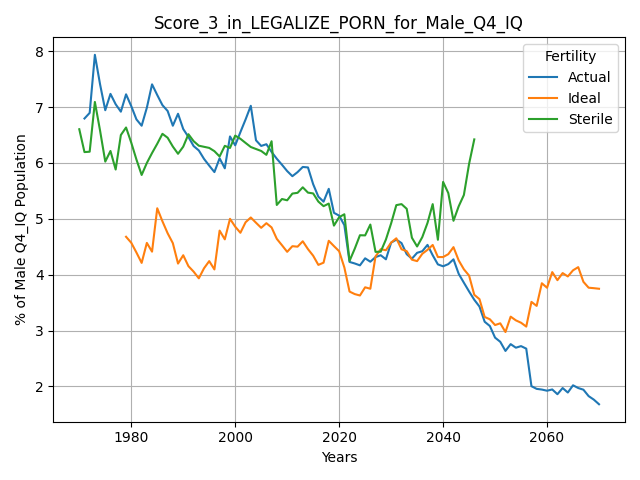 Score_3_in_LEGALIZE_PORN_for_Male_Q4_IQ
% of Male Q4_IQ Population
8
7
6
5
4
3
2
Fertility
Actual
Ideal
Sterile
1980
2000
2020
2040
2060
Years